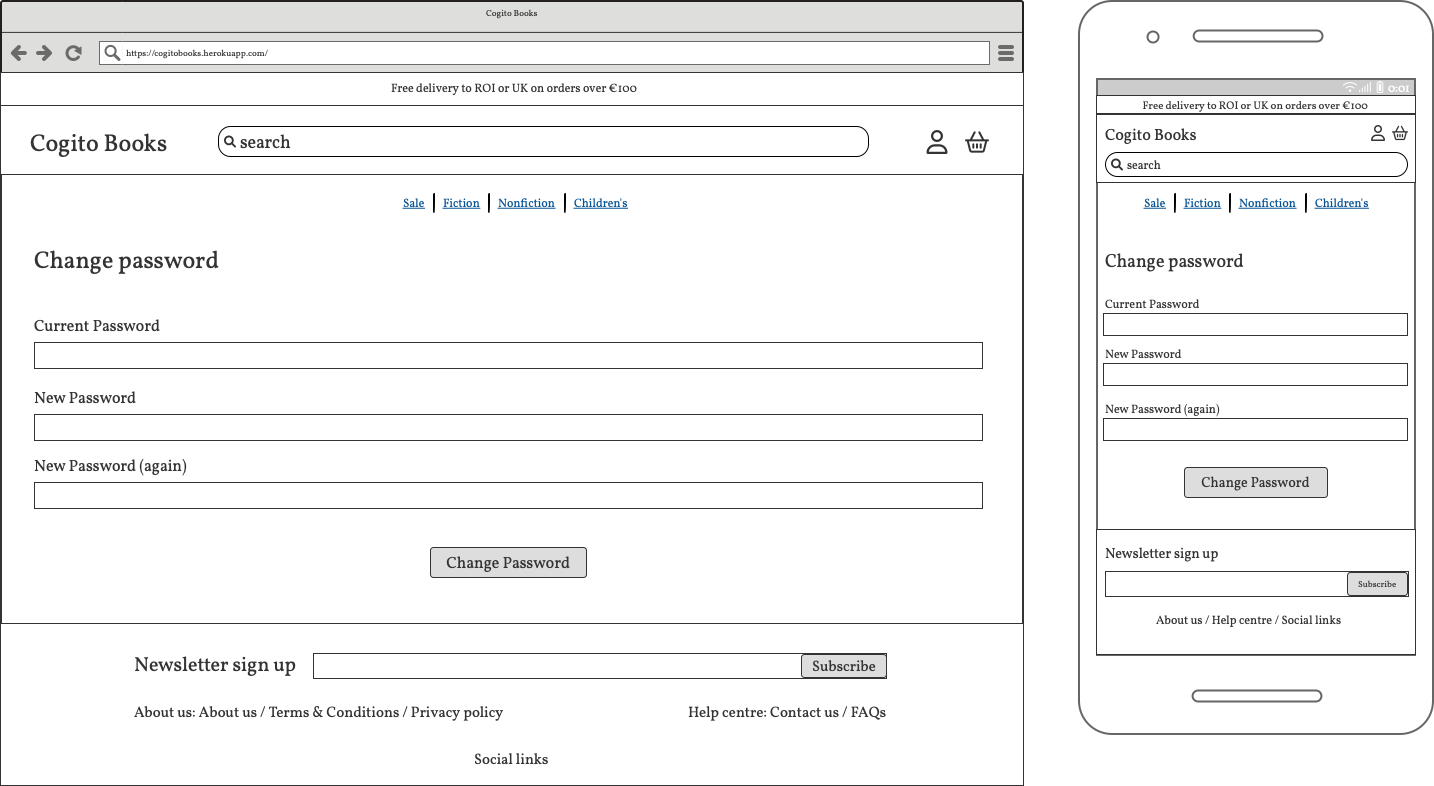 Cogito Books
https://cogitobooks.herokuapp.com/
Free delivery to ROI or UK on orders over €100
Cogito Books
search
Sale
Fiction
Nonfiction
Children's
Change password
Current Password
New Password
New Password (again)
Change Password
Newsletter sign up
Subscribe
About us: About us / Terms & Conditions / Privacy policy
Help centre: Contact us / FAQs
Social links
0:01
Free delivery to ROI or UK on orders over €100
Cogito Books
search
Sale
Fiction
Nonfiction
Children's
Change password
Current Password
New Password
New Password (again)
Change Password
Newsletter sign up
Subscribe
About us / Help centre / Social links